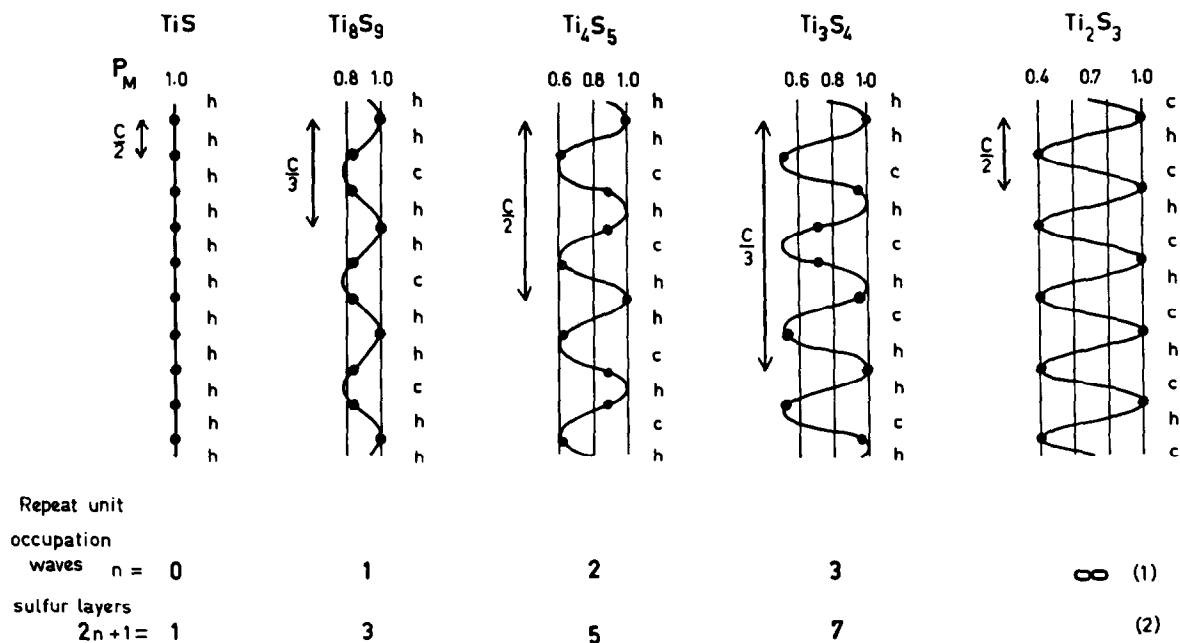 TiS Ti₈S₉ Ti₄S₅ Ti₃S₄ Ti₂S₃
P_M 1.0 0.8 1.0 0.6 0.8 1.0 0.6 0.8 1.0 0.4 0.7 1.0
h h h h c
h h h h h
C/2
C/2
h c c c c
C/3
h h h h h
C/2
h h c c c
C/3
h c h h h
h h h c c
h h c h h
h c h h c
h h c c h
h h h h c
Repeat unit
occupation
waves n = 0 1 2 3 ∞ (1)
sulfur layers
2n+1= 1 3 5 7 (2)